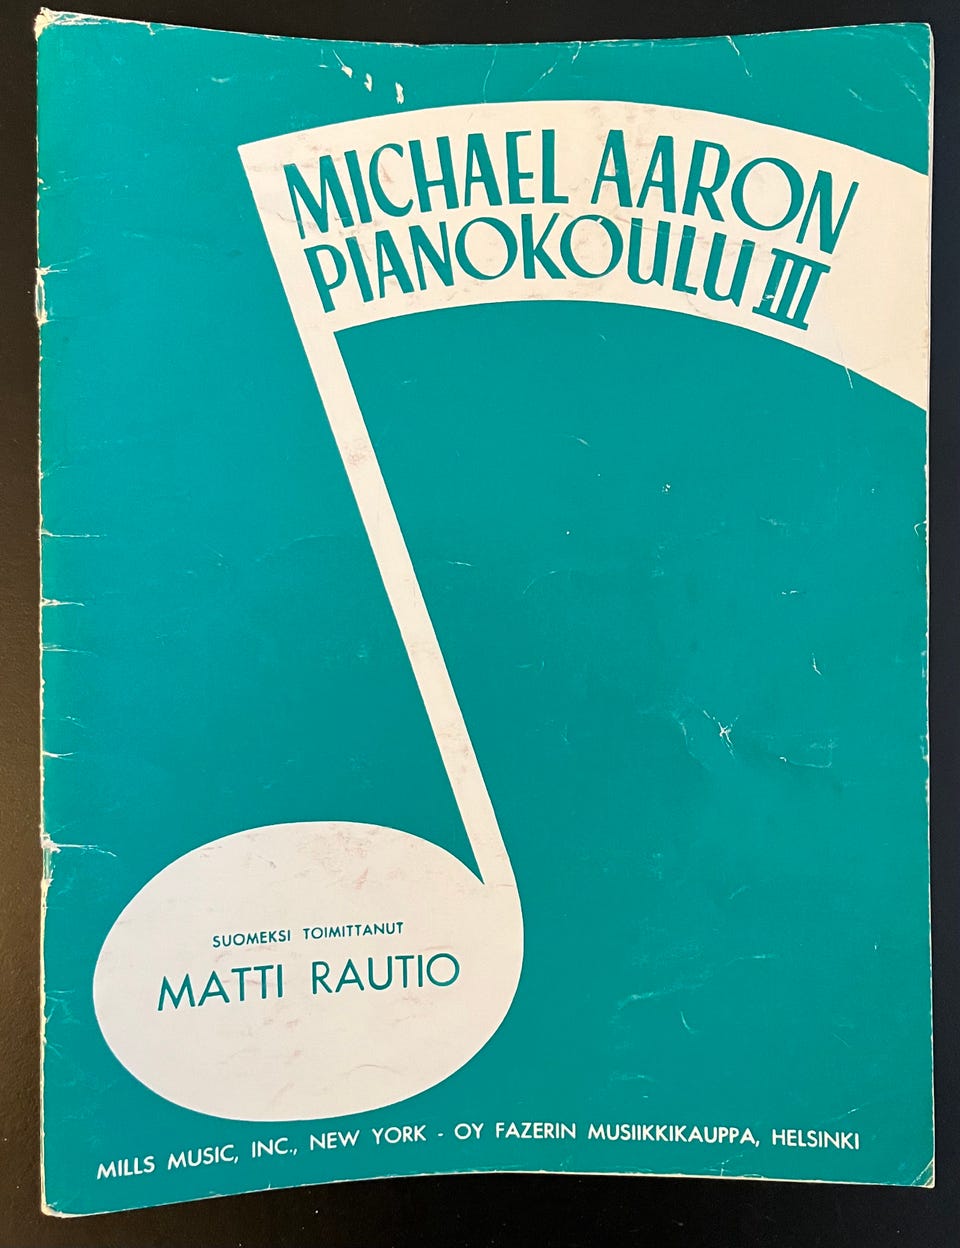 MICHAEL AARON
PIANOKOULU III
SUOMEKSI TOIMITTANUT
MATTI RAUTIO
MILLS MUSIC, INC., NEW YORK - OY FAZERIN MUSIIKKIKAUPPA, HELSINKI